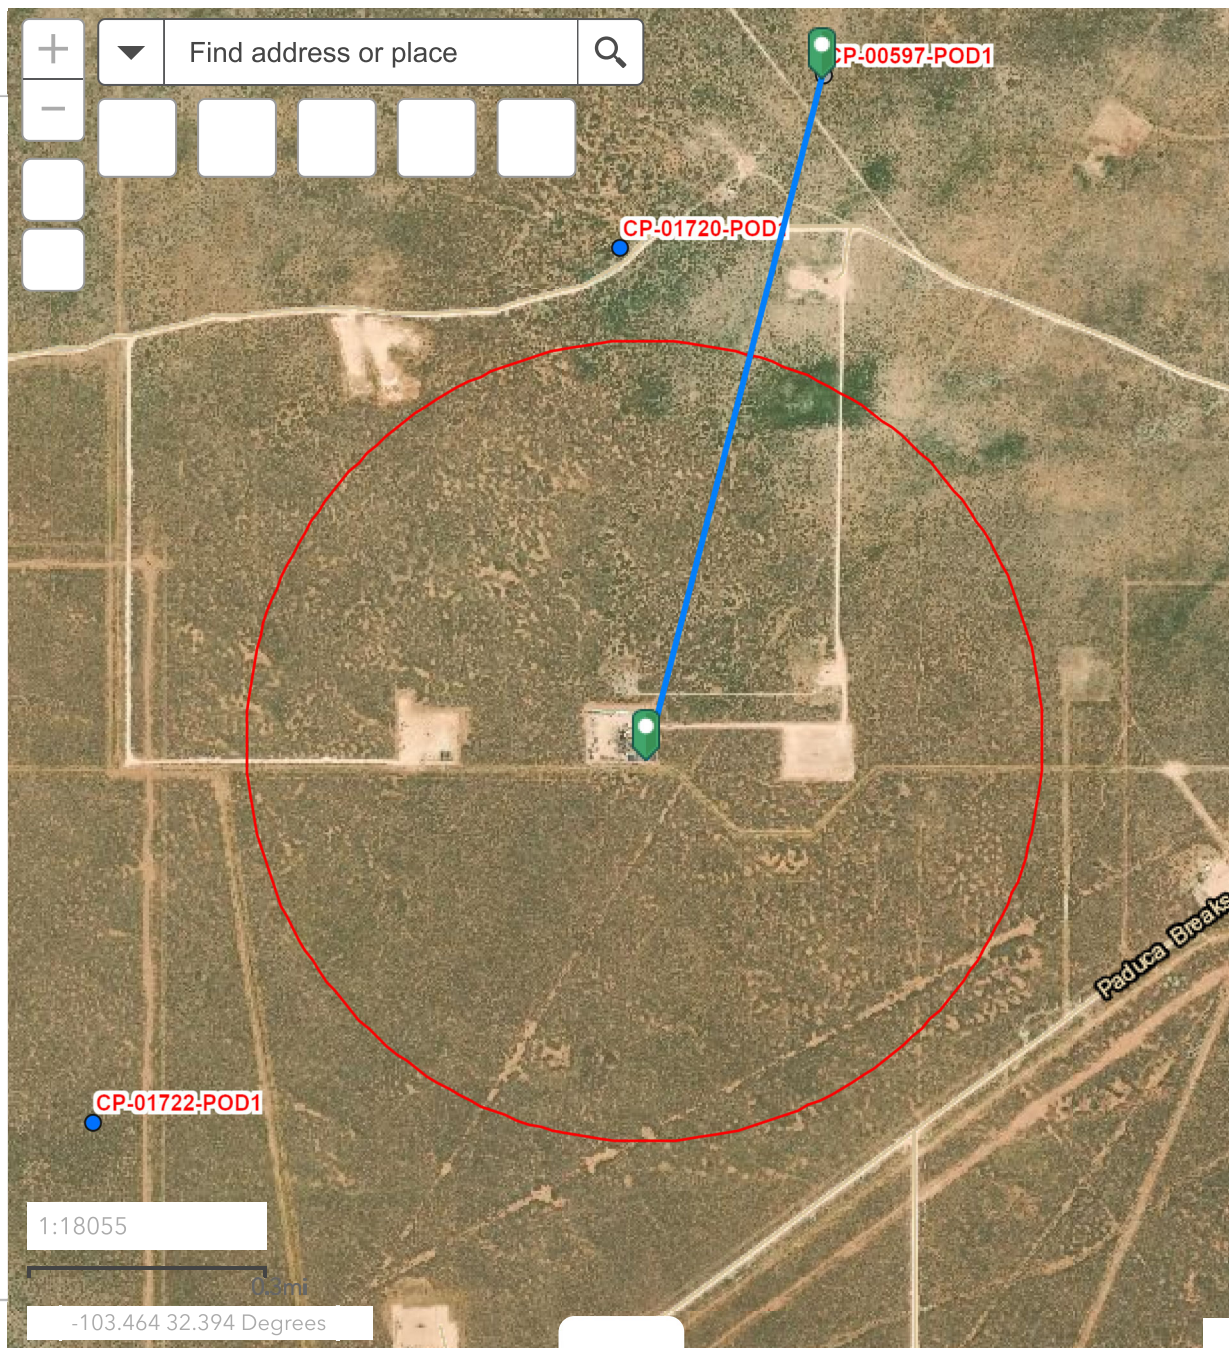 +
Find address or place
−
CP-00597-POD1
CP-01720-POD1
Paduca Breaks
CP-01722-POD1
1:18055
0.3mi
-103.464 32.394 Degrees